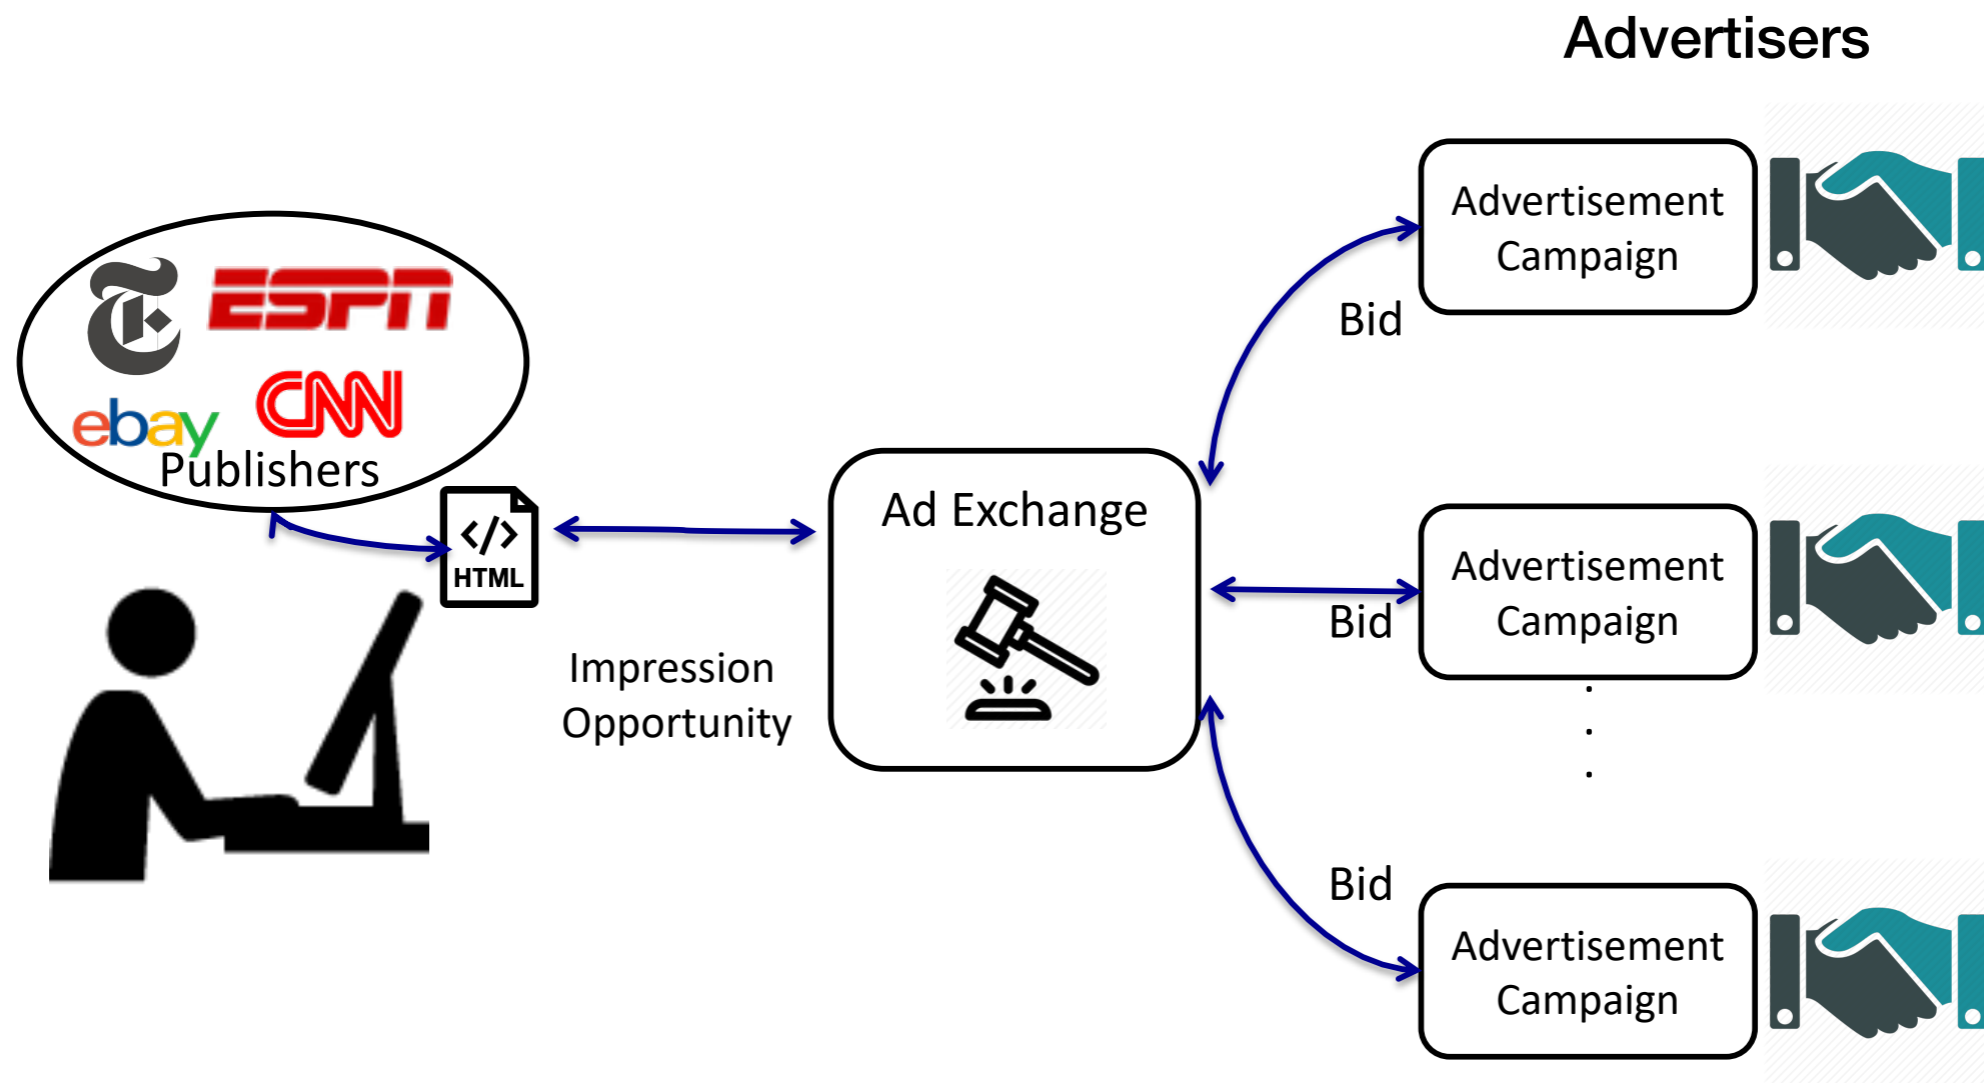 Advertisers
Advertisement
Campaign
Bid
ESPN
CNN
ebay
Publishers
</>
HTML
Impression
Opportunity
Ad Exchange
Bid
Advertisement
Campaign
.
.
.
Bid
Advertisement
Campaign